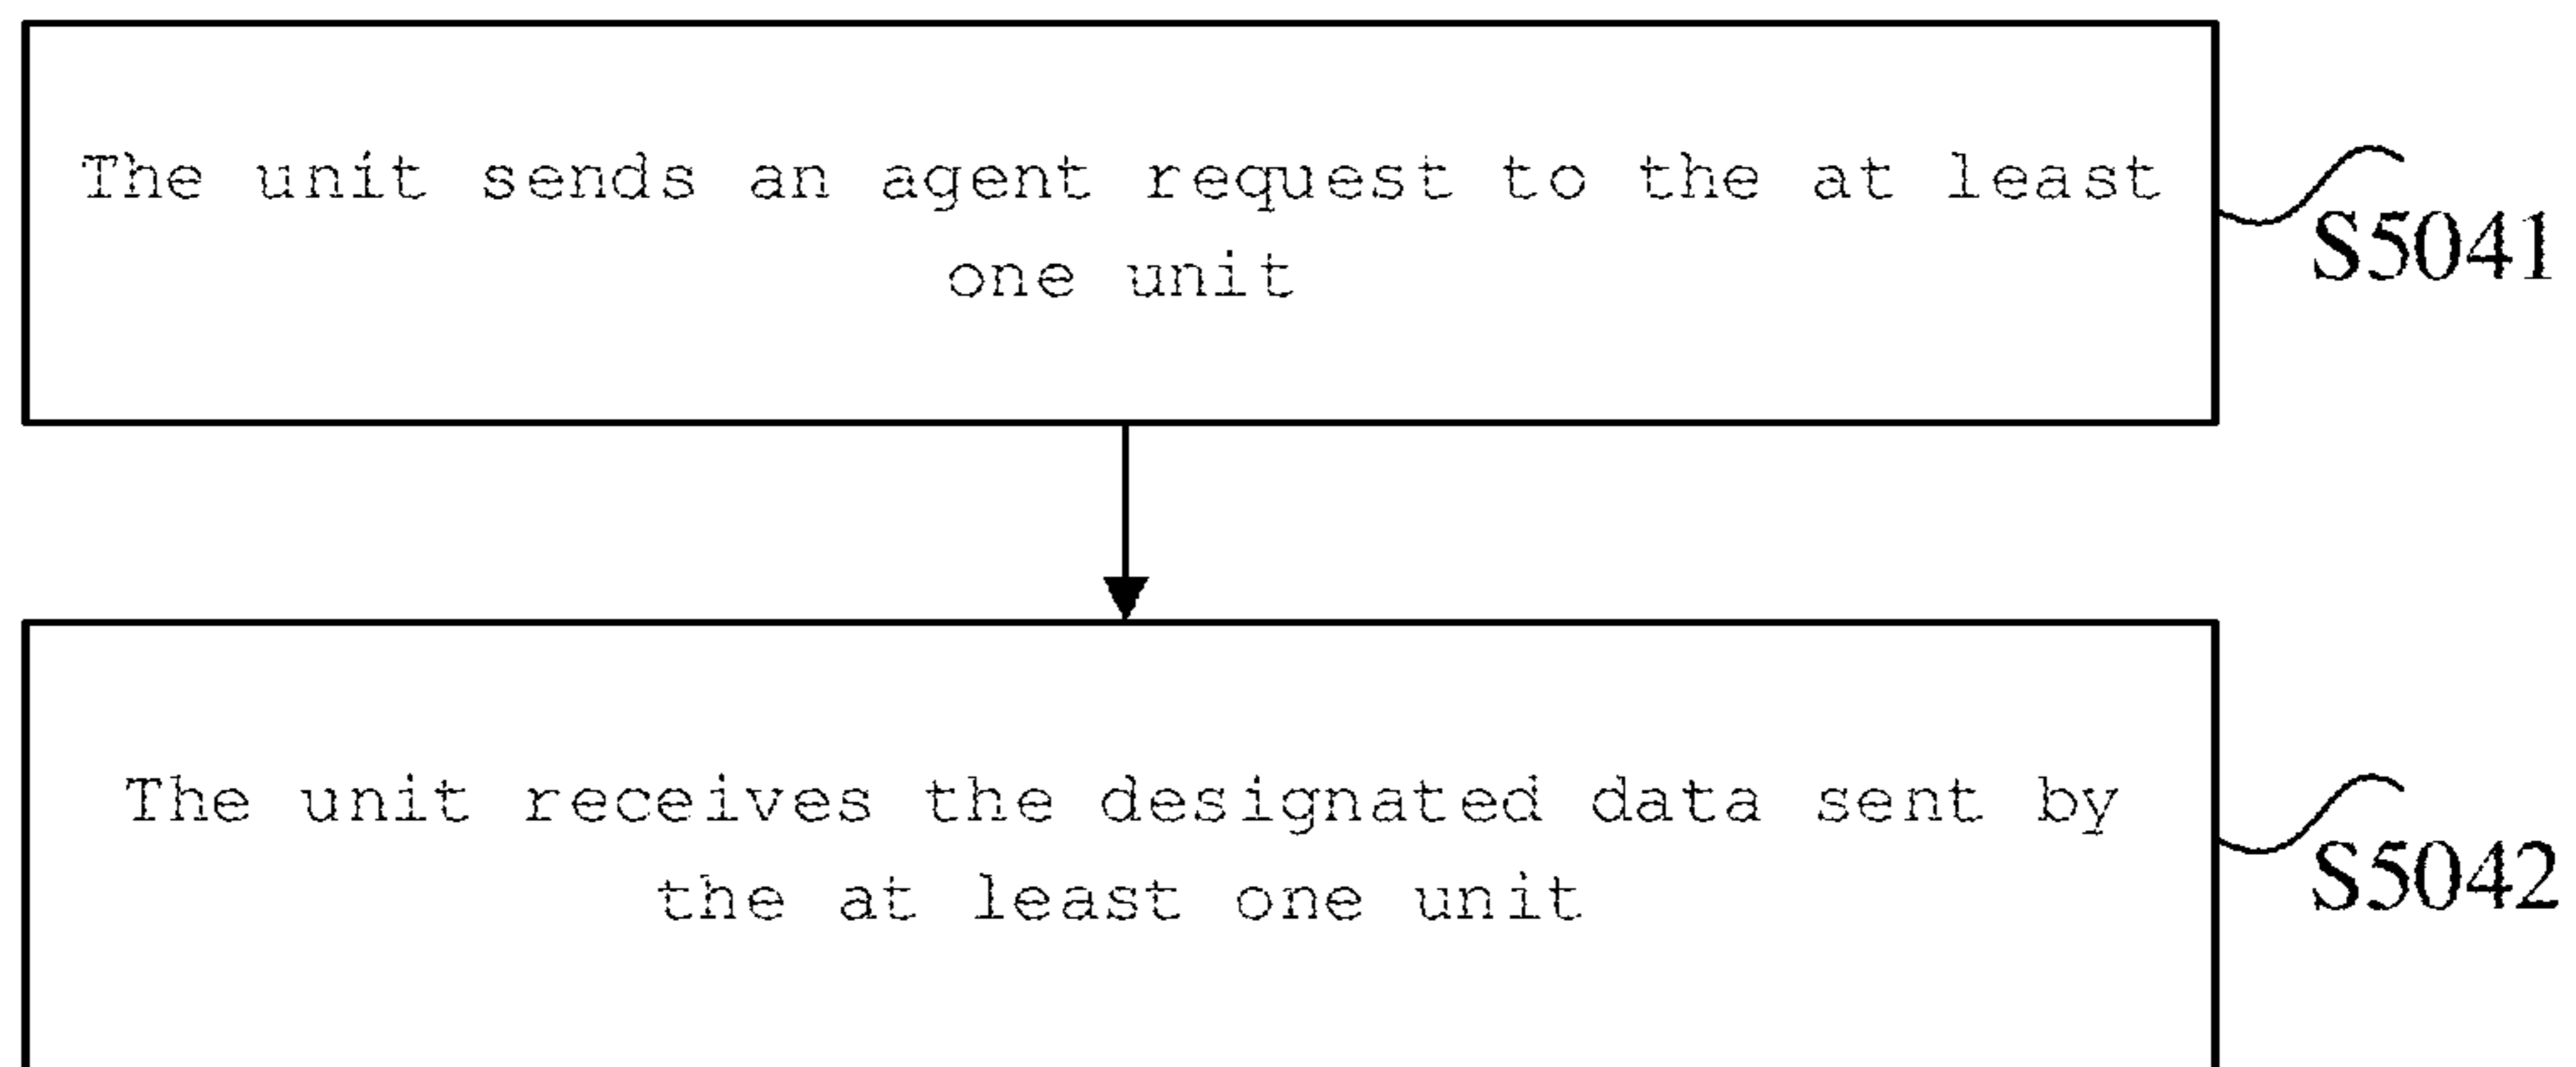 The unit sends an agent request to the at least
one unit
S5041
The unit receives the designated data sent by
the at least one unit
S5042